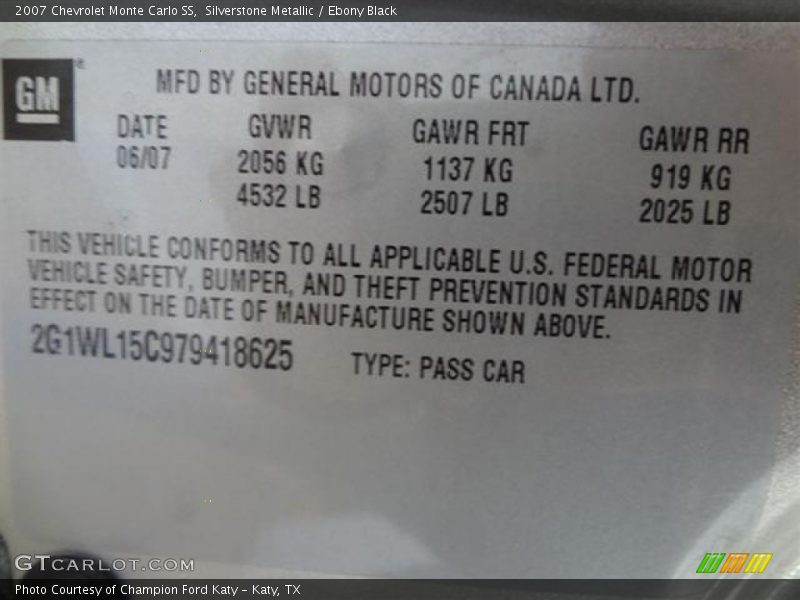 2007 Chevrolet Monte Carlo SS, Silverstone Metallic / Ebony Black
GM®
MFD BY GENERAL MOTORS OF CANADA LTD.
DATE GVWR GAWR FRT GAWR RR
06/07 2056 KG 1137 KG 919 KG
4532 LB 2507 LB 2025 LB
THIS VEHICLE CONFORMS TO ALL APPLICABLE U.S. FEDERAL MOTOR
VEHICLE SAFETY, BUMPER, AND THEFT PREVENTION STANDARDS IN
EFFECT ON THE DATE OF MANUFACTURE SHOWN ABOVE.
2G1WL15C979418625 TYPE: PASS CAR
GTCARLOT.COM
Photo Courtesy of Champion Ford Katy – Katy, TX